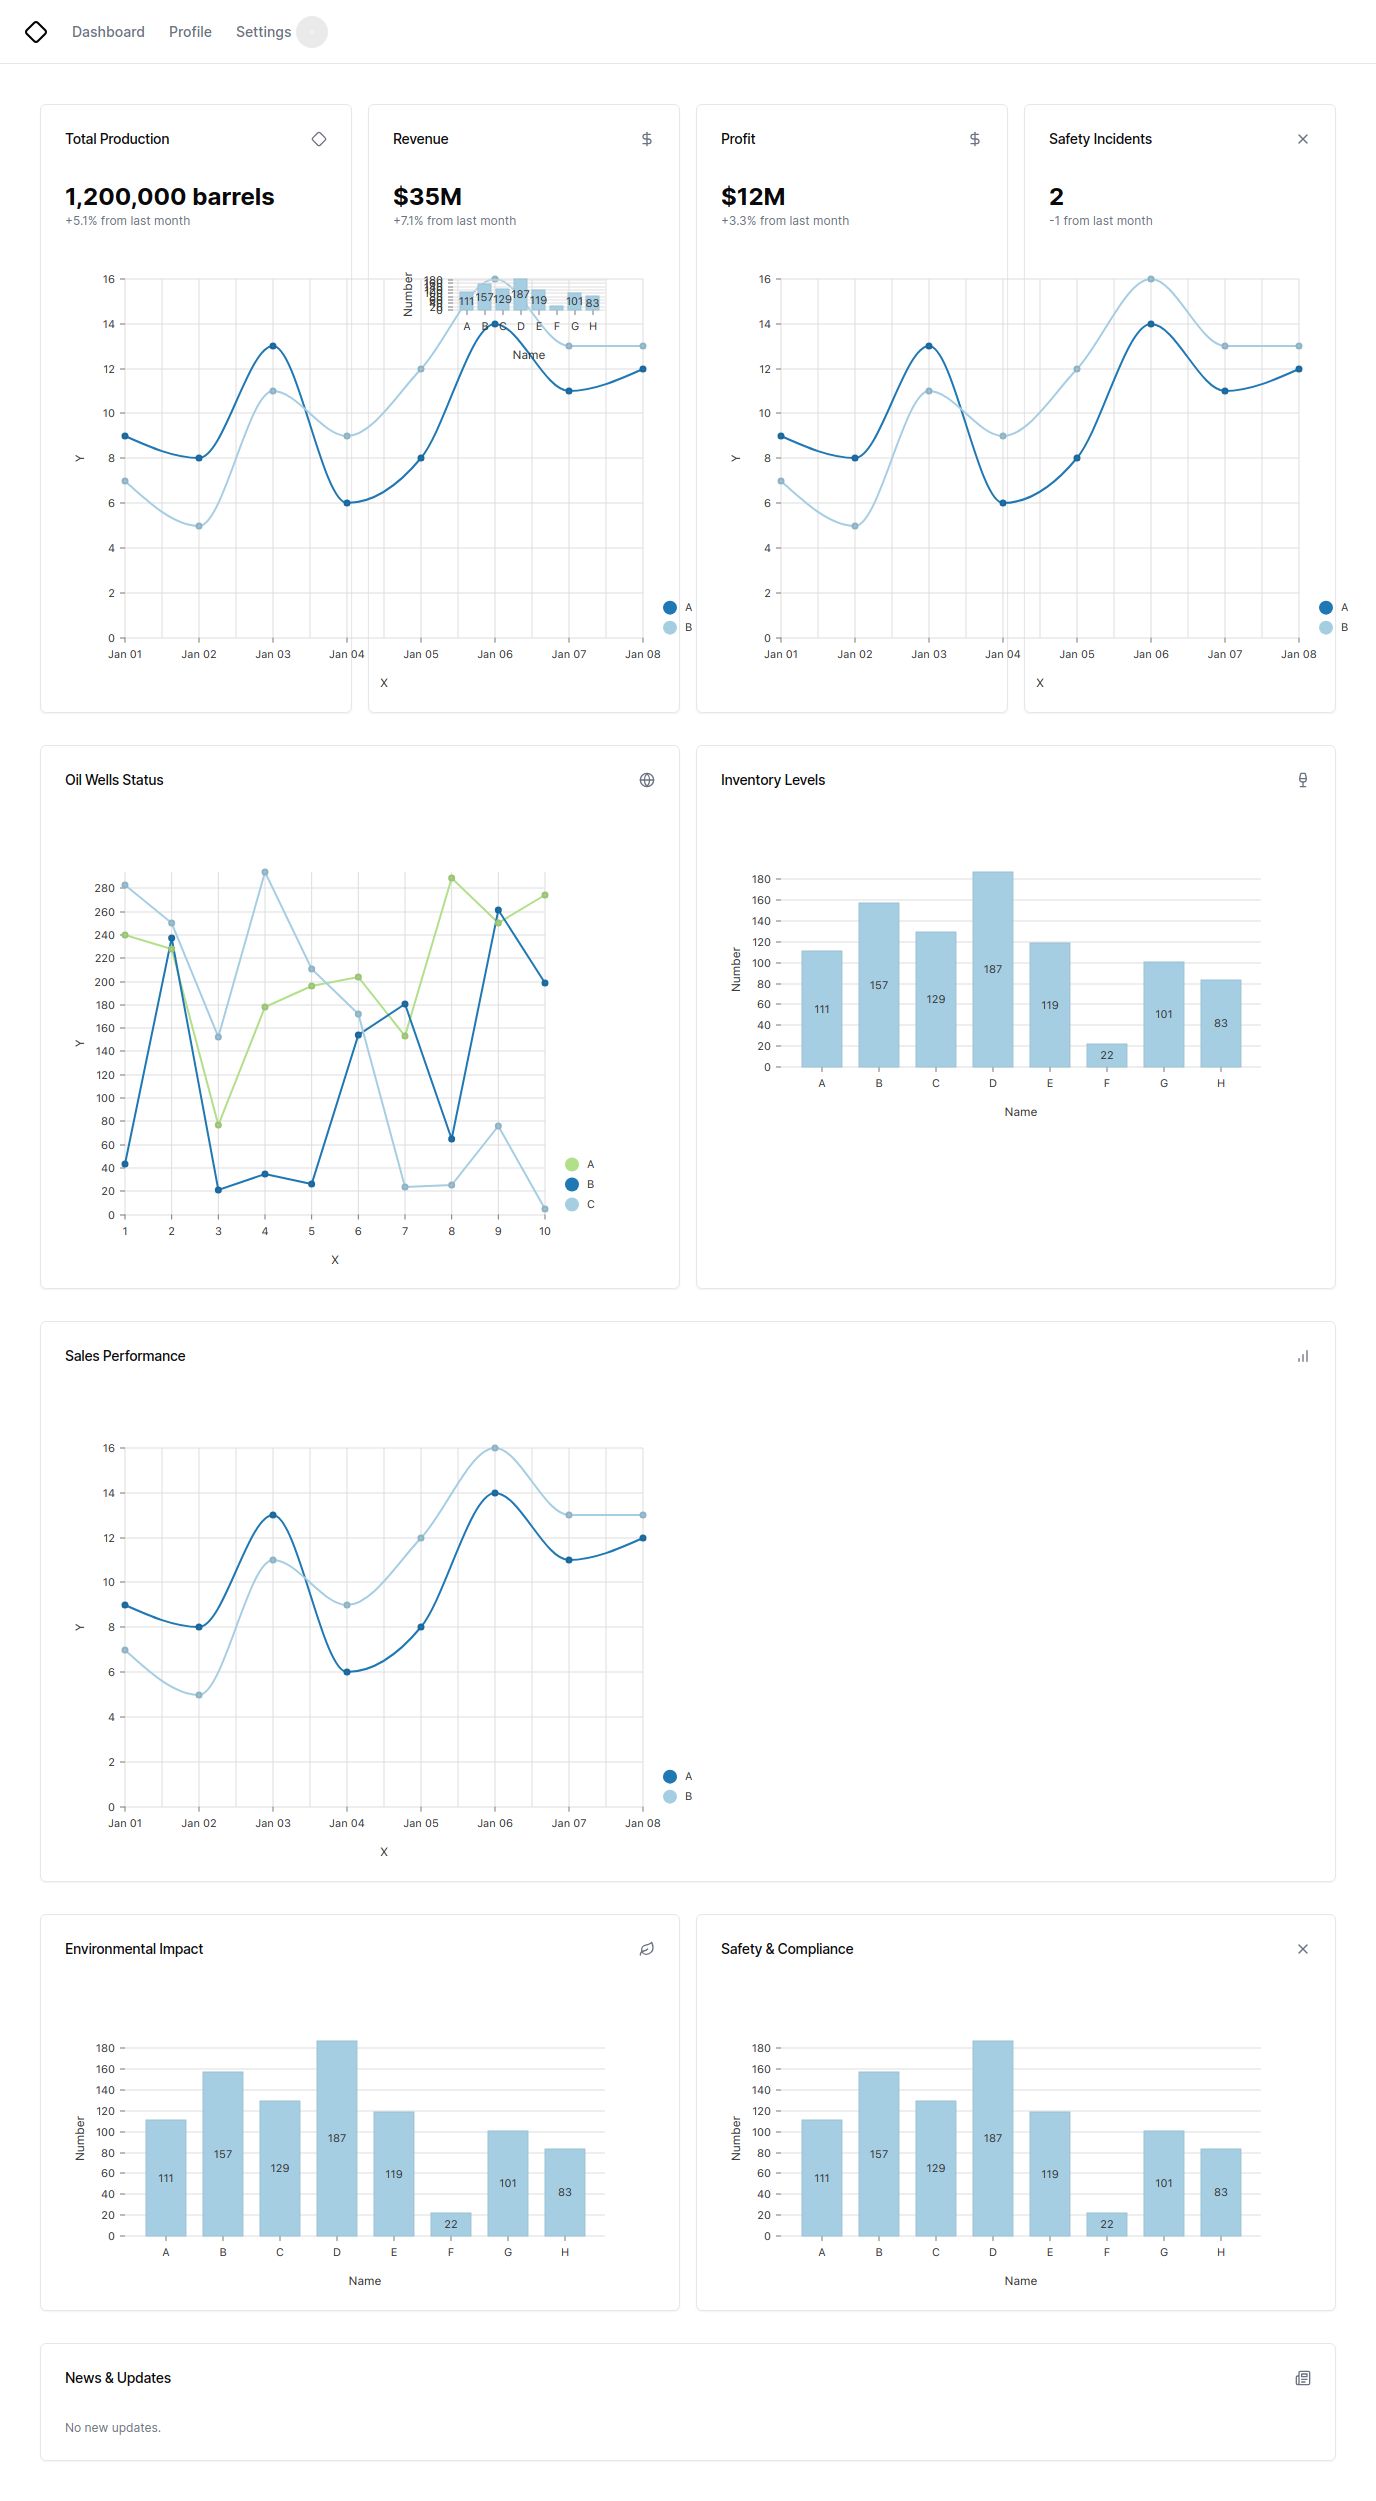 Dashboard Profile Settings
Total Production
1,200,000 barrels
+5.1% from last month
Revenue
$35M
+7.1% from last month
Profit
$12M
+3.3% from last month
Safety Incidents
2
-1 from last month
16
14
12
10
8
6
4
2
0
Y
Jan 01 Jan 02 Jan 03 Jan 04 Jan 05 Jan 06 Jan 07 Jan 08
X
A
B
Number
180
20
0
111 157 129 187 119 101 83
A B C D E F G H
Name
16
14
12
10
8
6
4
2
0
Y
Jan 01 Jan 02 Jan 03 Jan 04 Jan 05 Jan 06 Jan 07 Jan 08
X
A
B
Oil Wells Status
280
260
240
220
200
180
160
140
120
100
80
60
40
20
0
Y
1 2 3 4 5 6 7 8 9 10
X
A
B
C
Inventory Levels
180
160
140
120
100
80
60
40
20
0
Number
111 157 129 187 119 22 101 83
A B C D E F G H
Name
Sales Performance
16
14
12
10
8
6
4
2
0
Y
Jan 01 Jan 02 Jan 03 Jan 04 Jan 05 Jan 06 Jan 07 Jan 08
X
A
B
Environmental Impact
180
160
140
120
100
80
60
40
20
0
Number
111 157 129 187 119 22 101 83
A B C D E F G H
Name
Safety & Compliance
180
160
140
120
100
80
60
40
20
0
Number
111 157 129 187 119 22 101 83
A B C D E F G H
Name
News & Updates
No new updates.